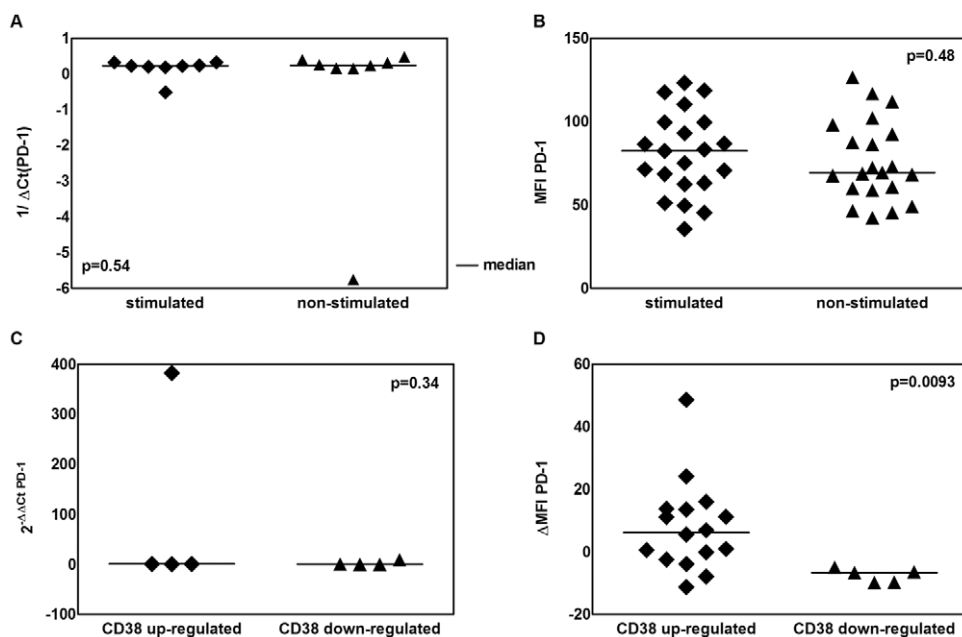 A
1
0
-1
-2
-3
-4
-5
-6
1/ ΔCt(PD-1)
p=0.54
stimulated
non-stimulated
median
B
150
100
50
0
MFI PD-1
p=0.48
stimulated
non-stimulated
C
400
300
200
100
0
-100
2-ΔΔCt PD-1
p=0.34
CD38 up-regulated
CD38 down-regulated
D
60
40
20
0
-20
ΔMFI PD-1
p=0.0093
CD38 up-regulated
CD38 down-regulated